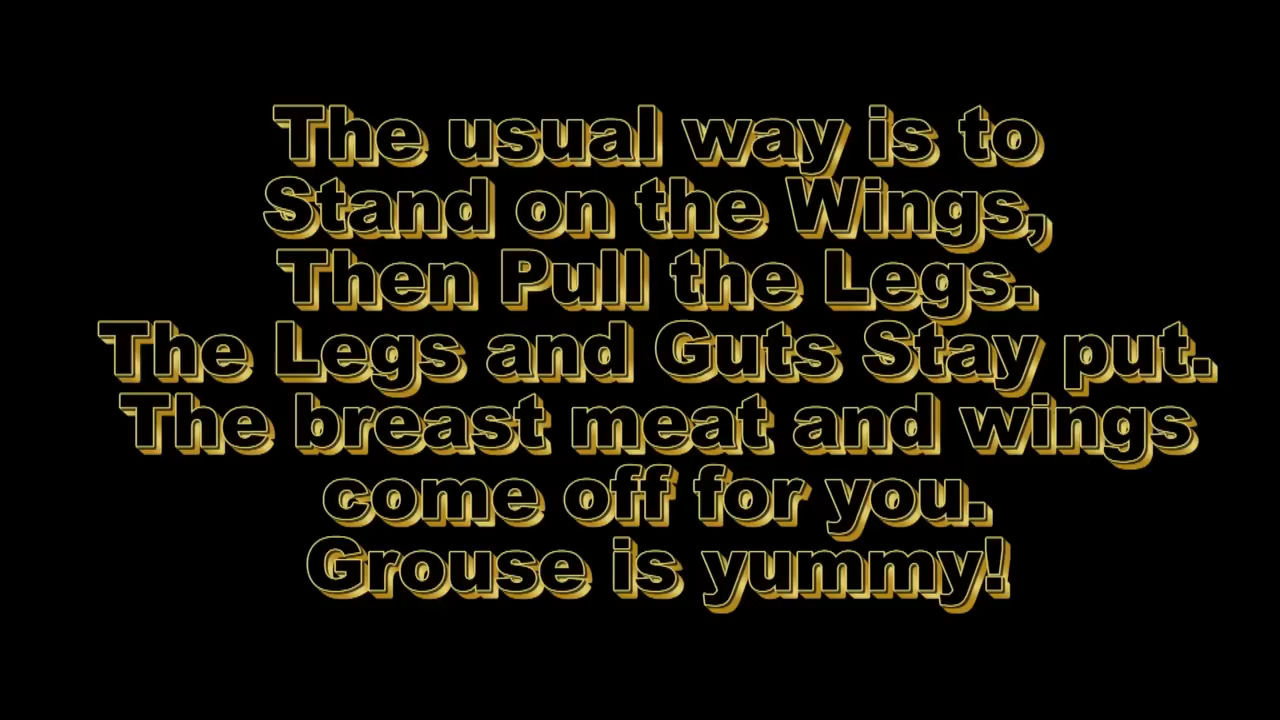 The usual way is to
Stand on the Wings,
Then Pull the Legs.
The Legs and Guts Stay put.
The breast meat and wings
come off for you.
Grouse is yummy!